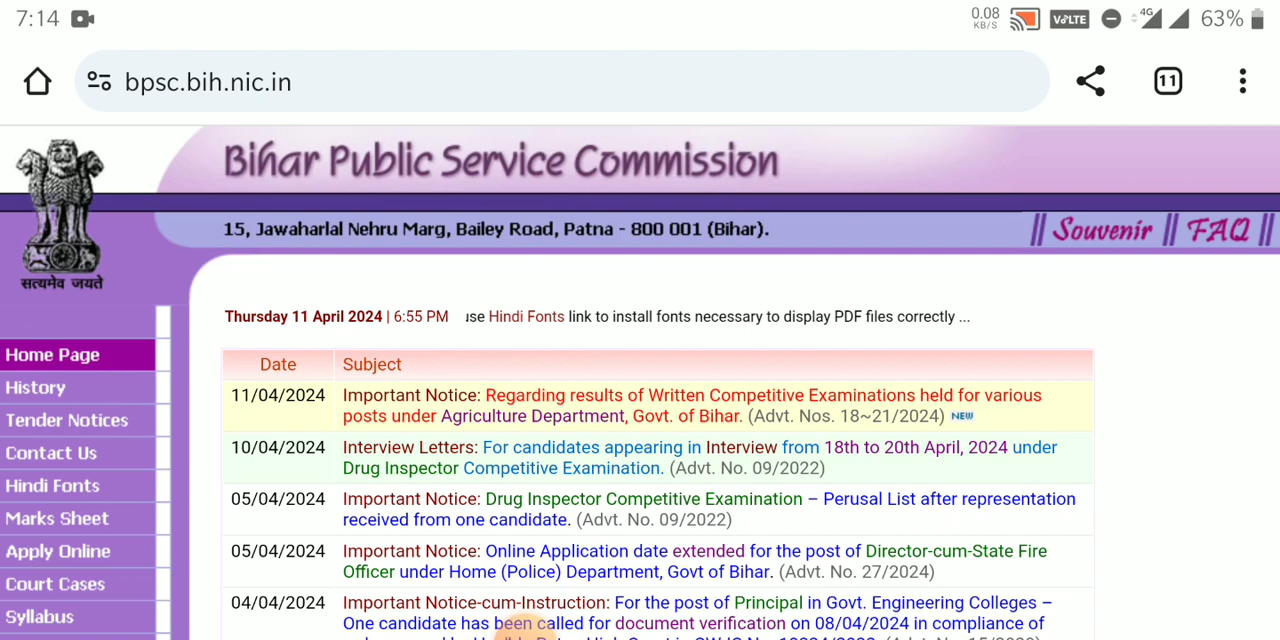 7:14
0.08 KB/S
VoLTE
4G
63%
bpsc.bih.nic.in
11
Bihar Public Service Commission
15, Jawaharlal Nehru Marg, Bailey Road, Patna - 800 001 (Bihar).
|| Souvenir || FAQ ||
सत्यमेव जयते
Thursday 11 April 2024 | 6:55 PM
use Hindi Fonts link to install fonts necessary to display PDF files correctly ...
Home Page
History
Tender Notices
Contact Us
Hindi Fonts
Marks Sheet
Apply Online
Court Cases
Syllabus
Date Subject
11/04/2024 Important Notice: Regarding results of Written Competitive Examinations held for various
posts under Agriculture Department, Govt. of Bihar. (Advt. Nos. 18~21/2024) NEW
10/04/2024 Interview Letters: For candidates appearing in Interview from 18th to 20th April, 2024 under
Drug Inspector Competitive Examination. (Advt. No. 09/2022)
05/04/2024 Important Notice: Drug Inspector Competitive Examination – Perusal List after representation
received from one candidate. (Advt. No. 09/2022)
05/04/2024 Important Notice: Online Application date extended for the post of Director-cum-State Fire
Officer under Home (Police) Department, Govt of Bihar. (Advt. No. 27/2024)
04/04/2024 Important Notice-cum-Instruction: For the post of Principal in Govt. Engineering Colleges –
One candidate has been called for document verification on 08/04/2024 in compliance of